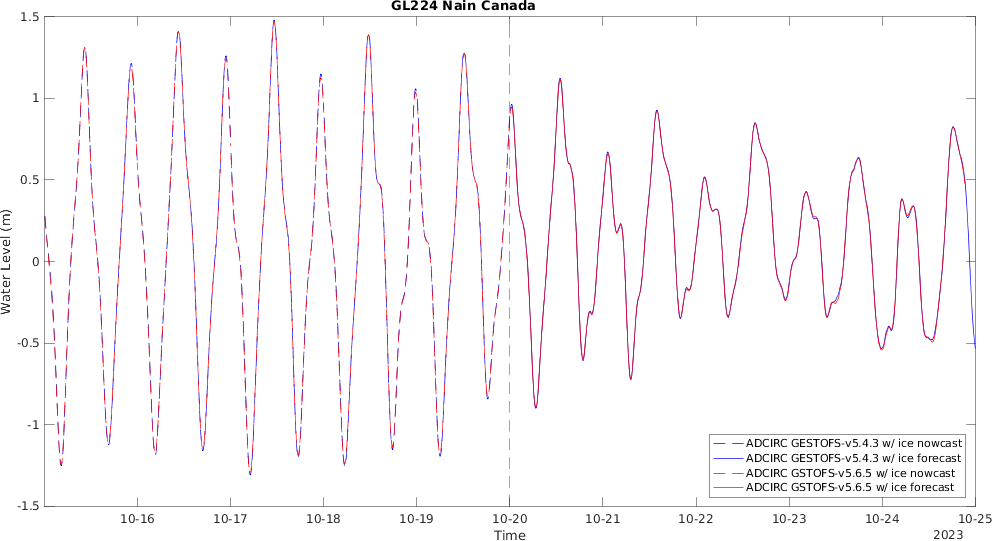 GL224 Nain Canada
1.5
1
0.5
0
-0.5
-1
-1.5
Water Level (m)
10-16
10-17
10-18
10-19
10-20
10-21
10-22
10-23
10-24
10-25
Time
2023
ADCIRC GESTOFS-v5.4.3 w/ ice nowcast
ADCIRC GESTOFS-v5.4.3 w/ ice forecast
ADCIRC GSTOFS-v5.6.5 w/ ice nowcast
ADCIRC GSTOFS-v5.6.5 w/ ice forecast